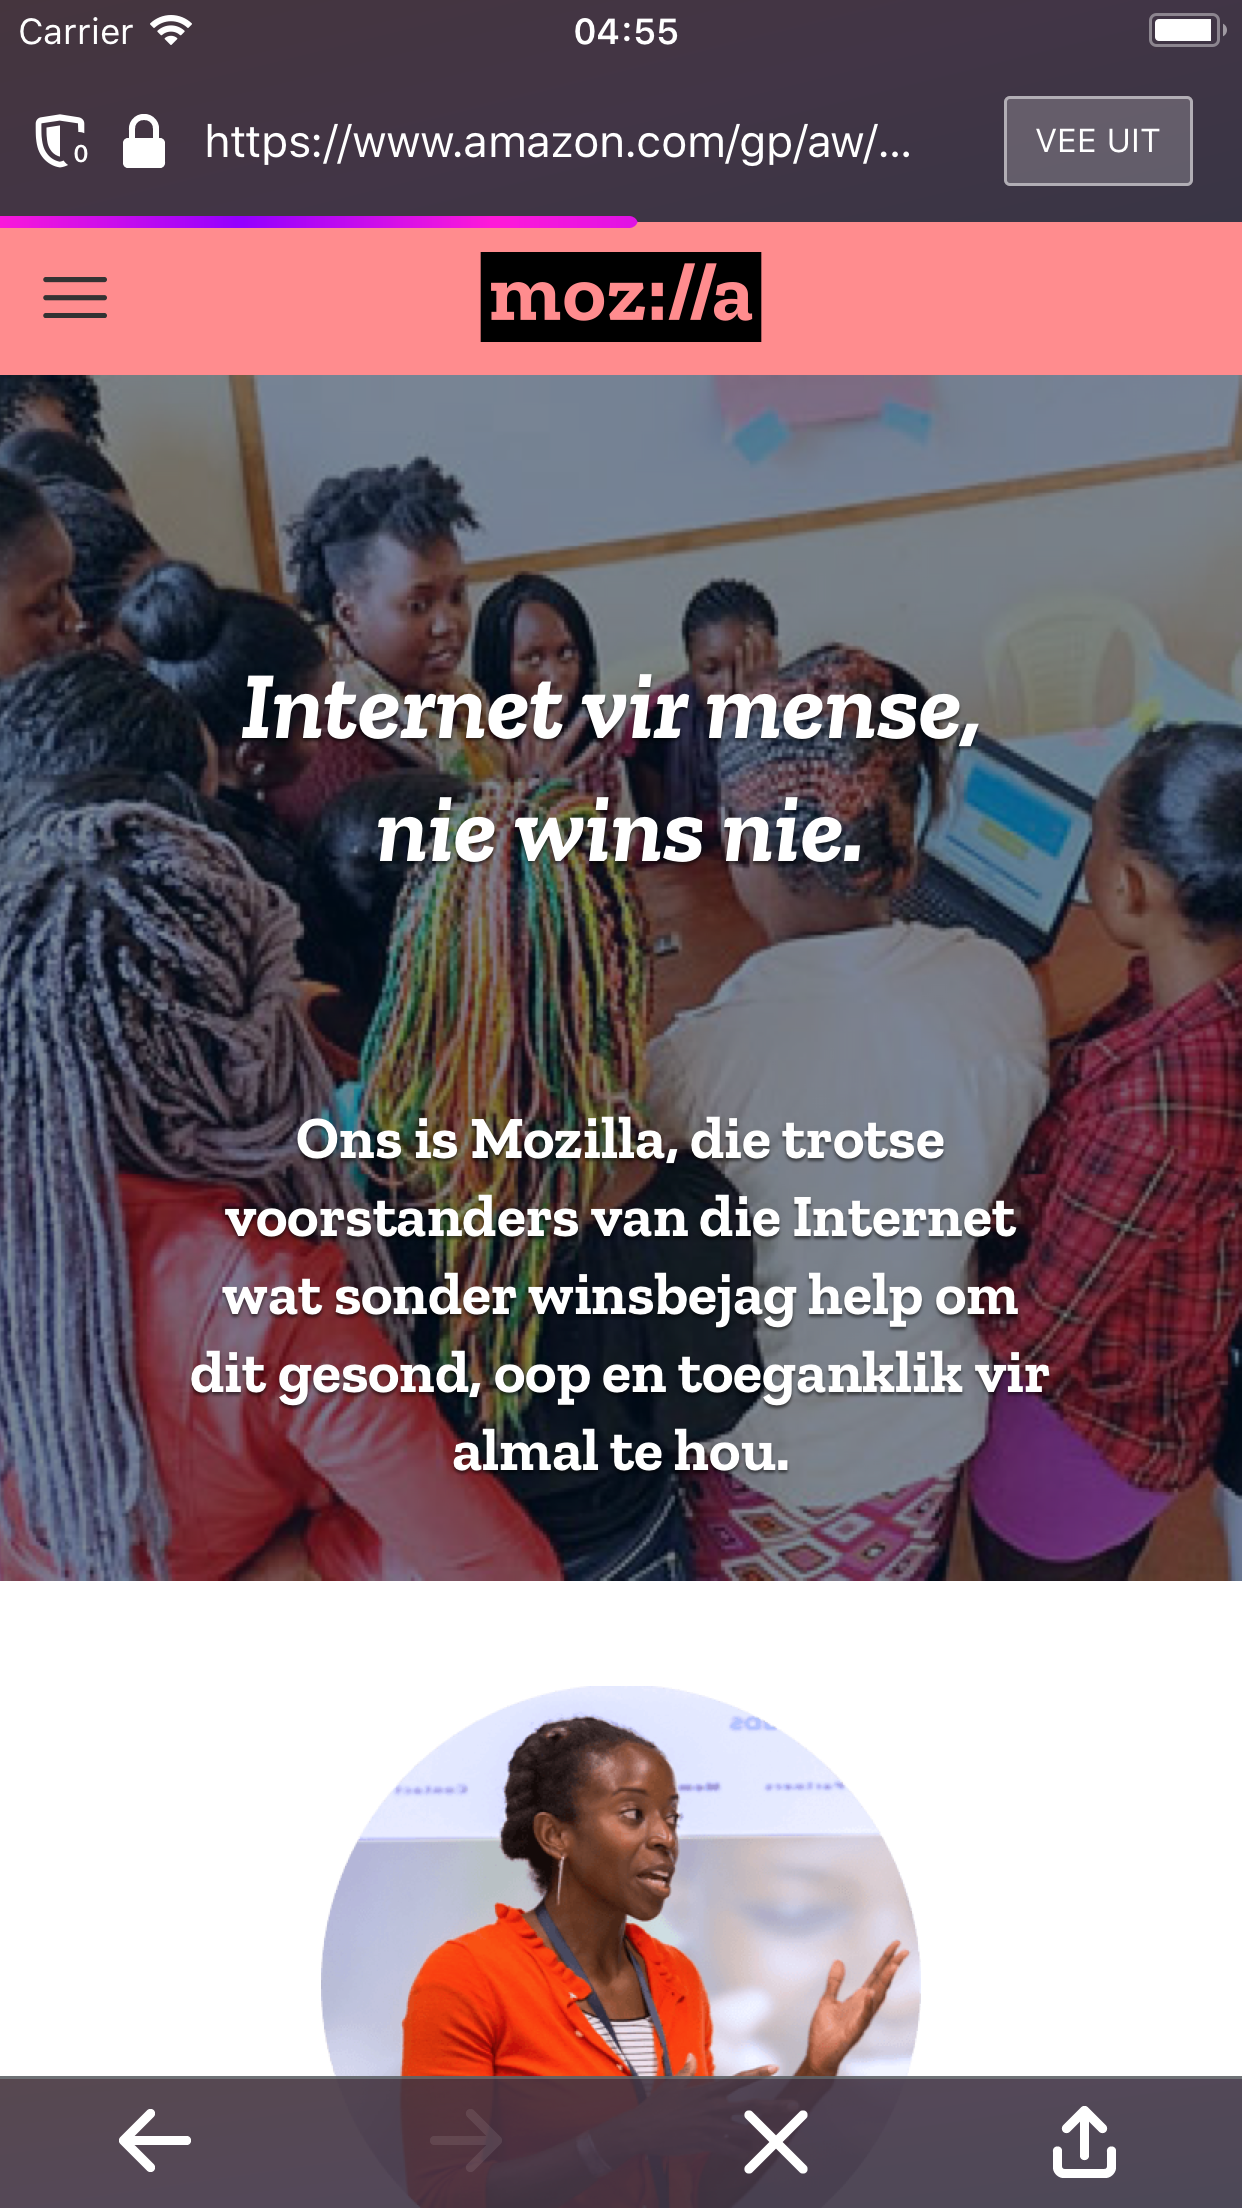 Carrier
04:55
0
https://www.amazon.com/gp/aw/...
VEE UIT
moz://a
Internet vir mense,
nie wins nie.
Ons is Mozilla, die trotse
voorstanders van die Internet
wat sonder winsbejag help om
dit gesond, oop en toeganklik vir
almal te hou.